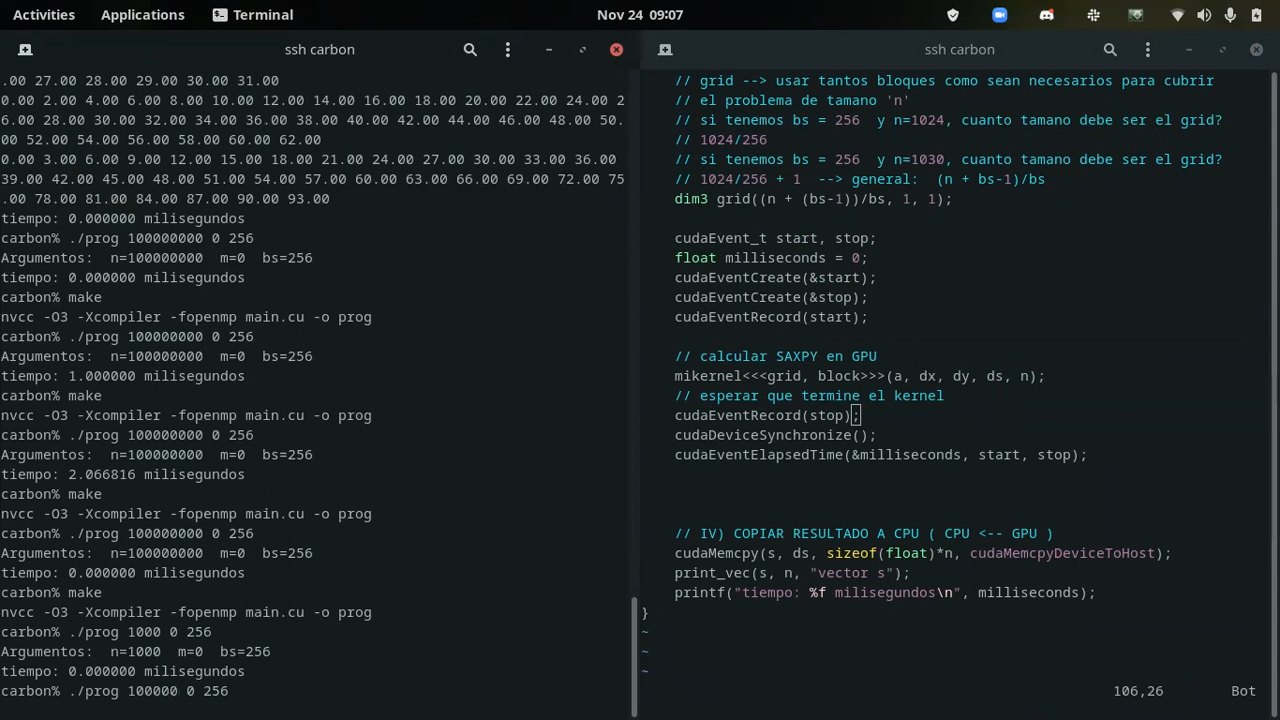 Activities Applications Terminal Nov 24 09:07
ssh carbon
.00 27.00 28.00 29.00 30.00 31.00
0.00 2.00 4.00 6.00 8.00 10.00 12.00 14.00 16.00 18.00 20.00 22.00 24.00 2
6.00 28.00 30.00 32.00 34.00 36.00 38.00 40.00 42.00 44.00 46.00 48.00 50.
00 52.00 54.00 56.00 58.00 60.00 62.00
0.00 3.00 6.00 9.00 12.00 15.00 18.00 21.00 24.00 27.00 30.00 33.00 36.00
39.00 42.00 45.00 48.00 51.00 54.00 57.00 60.00 63.00 66.00 69.00 72.00 75
.00 78.00 81.00 84.00 87.00 90.00 93.00
tiempo: 0.000000 milisegundos
carbon% ./prog 100000000 0 256
Argumentos:  n=100000000  m=0  bs=256
tiempo: 0.000000 milisegundos
carbon% make
nvcc -O3 -Xcompiler -fopenmp main.cu -o prog
carbon% ./prog 100000000 0 256
Argumentos:  n=100000000  m=0  bs=256
tiempo: 1.000000 milisegundos
carbon% make
nvcc -O3 -Xcompiler -fopenmp main.cu -o prog
carbon% ./prog 100000000 0 256
Argumentos:  n=100000000  m=0  bs=256
tiempo: 2.066816 milisegundos
carbon% make
nvcc -O3 -Xcompiler -fopenmp main.cu -o prog
carbon% ./prog 100000000 0 256
Argumentos:  n=100000000  m=0  bs=256
tiempo: 0.000000 milisegundos
carbon% make
nvcc -O3 -Xcompiler -fopenmp main.cu -o prog
carbon% ./prog 1000 0 256
Argumentos:  n=1000  m=0  bs=256
tiempo: 0.000000 milisegundos
carbon% ./prog 100000 0 256
ssh carbon
// grid --> usar tantos bloques como sean necesarios para cubrir
// el problema de tamano 'n'
// si tenemos bs = 256  y n=1024, cuanto tamano debe ser el grid?
// 1024/256
// si tenemos bs = 256  y n=1030, cuanto tamano debe ser el grid?
// 1024/256 + 1  --> general:  (n + bs-1)/bs
dim3 grid((n + (bs-1))/bs, 1, 1);
cudaEvent_t start, stop;
float milliseconds = 0;
cudaEventCreate(&start);
cudaEventCreate(&stop);
cudaEventRecord(start);
// calcular SAXPY en GPU
mikernel<<<grid, block>>>(a, dx, dy, ds, n);
// esperar que termine el kernel
cudaEventRecord(stop);
cudaDeviceSynchronize();
cudaEventElapsedTime(&milliseconds, start, stop);
// IV) COPIAR RESULTADO A CPU ( CPU <-- GPU )
cudaMemcpy(s, ds, sizeof(float)*n, cudaMemcpyDeviceToHost);
print_vec(s, n, "vector s");
printf("tiempo: %f milisegundos\n", milliseconds);
}
~
~
~
106,26 Bot